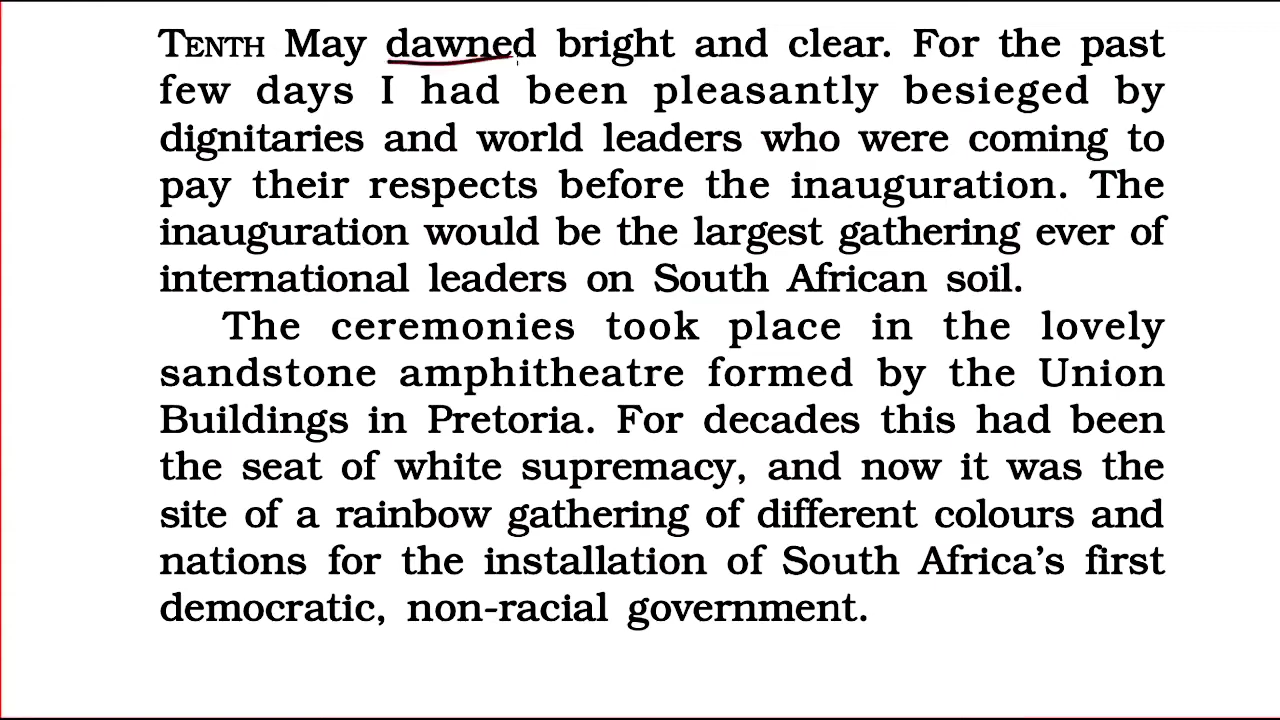 TENTH May dawned bright and clear. For the past
few days I had been pleasantly besieged by
dignitaries and world leaders who were coming to
pay their respects before the inauguration. The
inauguration would be the largest gathering ever of
international leaders on South African soil.
The ceremonies took place in the lovely
sandstone amphitheatre formed by the Union
Buildings in Pretoria. For decades this had been
the seat of white supremacy, and now it was the
site of a rainbow gathering of different colours and
nations for the installation of South Africa’s first
democratic, non-racial government.